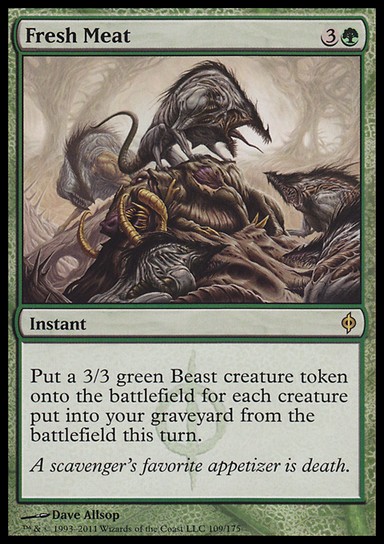 Fresh Meat 3
Instant
Put a 3/3 green Beast creature token
onto the battlefield for each creature
put into your graveyard from the
battlefield this turn.
A scavenger's favorite appetizer is death.
Dave Allsop
™ & © 1993–2011 Wizards of the Coast LLC 109/175